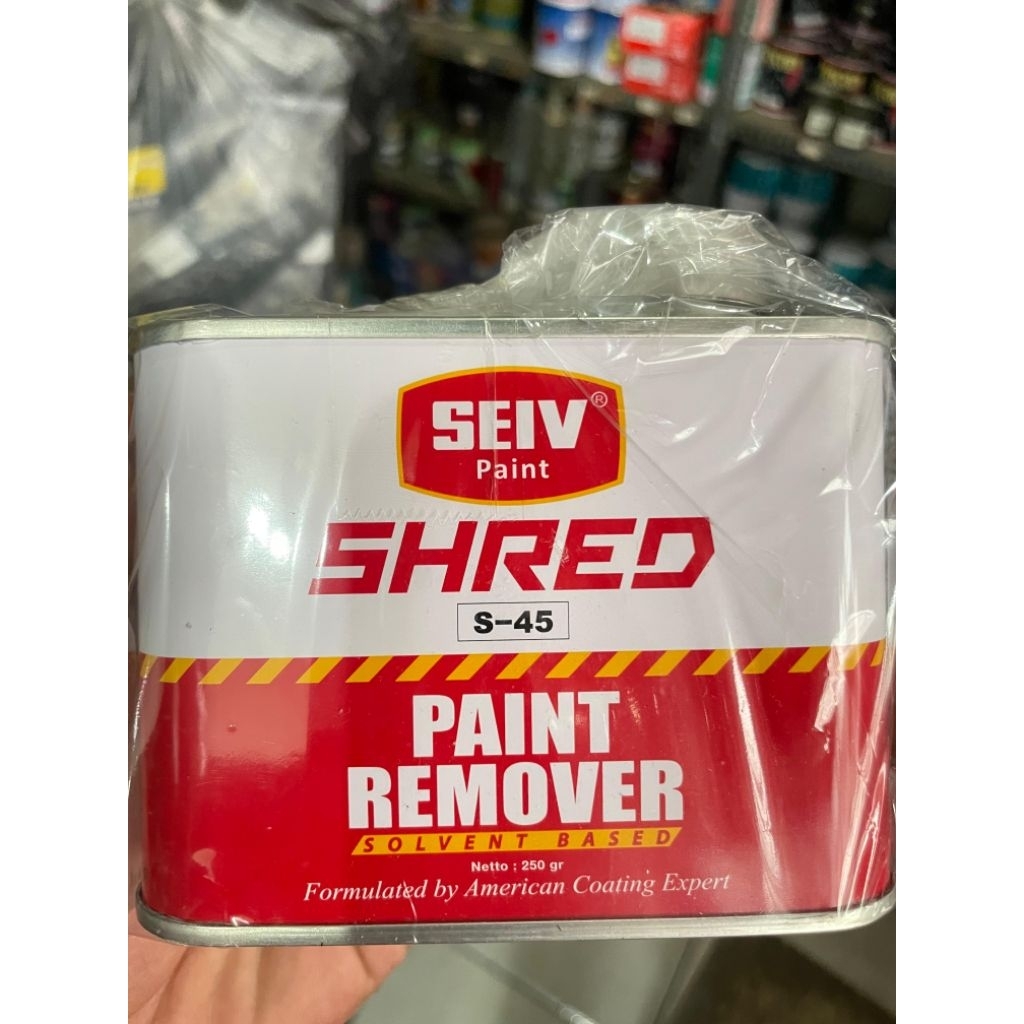 SEIV®
Paint
SHRED
S-45
PAINT
REMOVER
SOLVENT BASED
Netto : 250 gr
Formulated by American Coating Expert